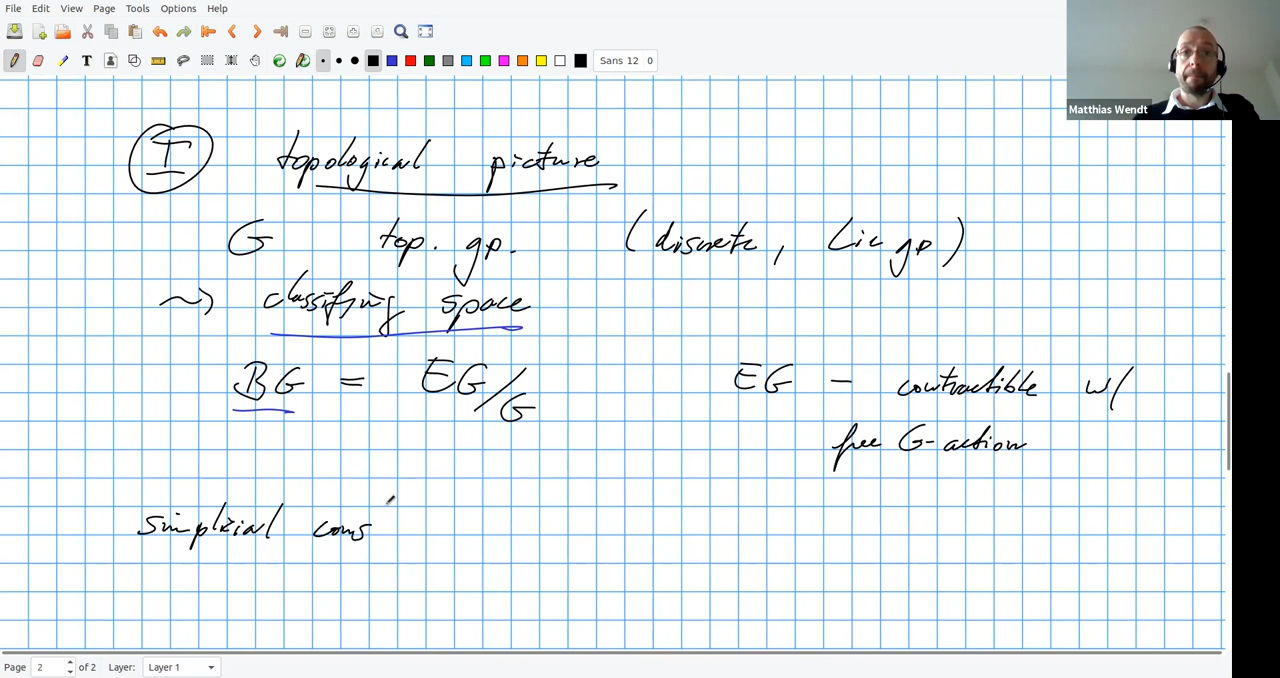 File Edit View Page Tools Options Help
T
Sans 12 0
Matthias Wendt
I topological picture
G top. gp. (discrete, Lie gp)
⇝ classifying space
BG = EG/G EG – contractible w/
free G-action
simplicial cons
Page 2 of 2 Layer: Layer 1